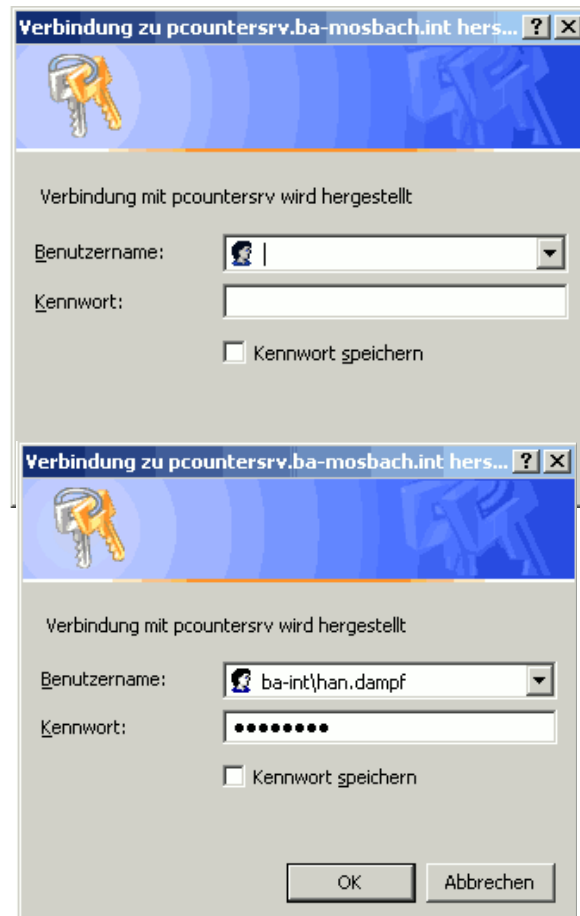 Verbindung zu pcountersrv.ba-mosbach.int hers...
Verbindung mit pcountersrv wird hergestellt
Benutzername:
Kennwort:
Kennwort speichern
Verbindung zu pcountersrv.ba-mosbach.int hers...
Verbindung mit pcountersrv wird hergestellt
Benutzername: ba-int\han.dampf
Kennwort: ●●●●●●●●
Kennwort speichern
OK Abbrechen